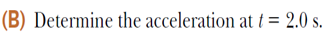 (B) Determine the acceleration at t = 2.0 s.